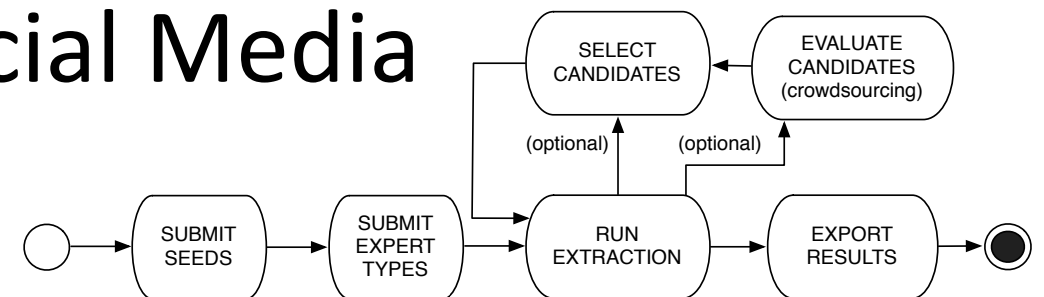 cial Media
SELECT
CANDIDATES
EVALUATE
CANDIDATES
(crowdsourcing)
(optional)
(optional)
SUBMIT
SEEDS
SUBMIT
EXPERT
TYPES
RUN
EXTRACTION
EXPORT
RESULTS